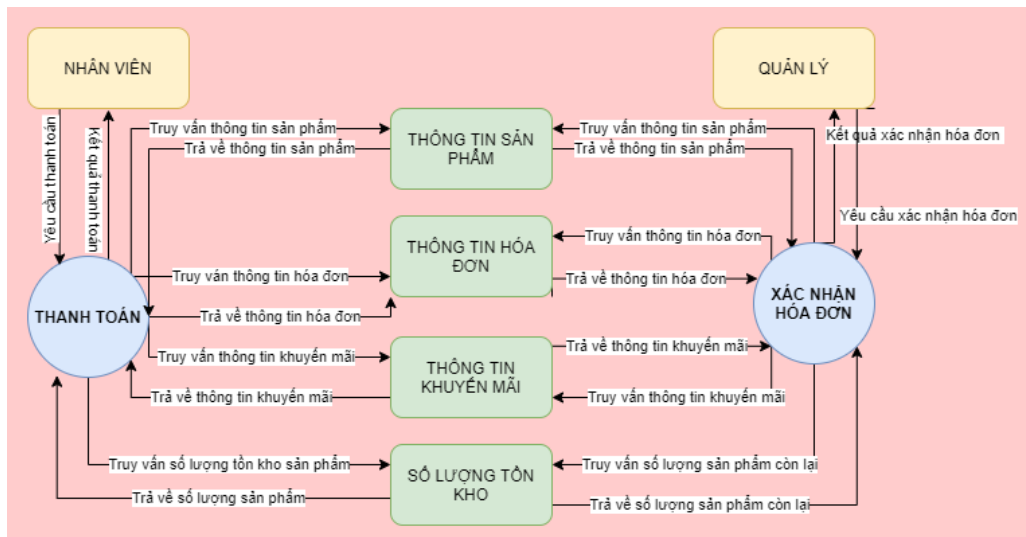 NHÂN VIÊN
QUẢN LÝ
Yêu cầu thanh toán
Kết quả thanh toán
Truy vấn thông tin sản phẩm
Trả về thông tin sản phẩm
THÔNG TIN SẢN
PHẨM
Truy vấn thông tin sản phẩm
Trả về thông tin sản phẩm
Kết quả xác nhận hóa đơn
Yêu cầu xác nhận hóa đơn
THÔNG TIN HÓA
ĐƠN
Truy vấn thông tin hóa đơn
Truy ván thông tin hóa đơn
Trả về thông tin hóa đơn
Trả về thông tin hóa đơn
THANH TOÁN
XÁC NHẬN
HÓA ĐƠN
Truy vấn thông tin khuyến mãi
Trả về thông tin khuyến mãi
THÔNG TIN
KHUYẾN MÃI
Trả về thông tin khuyến mãi
Truy vấn thông tin khuyến mãi
Truy vấn số lượng tồn kho sản phẩm
Trả về số lượng sản phẩm
SỐ LƯỢNG TỒN
KHO
Truy vấn số lượng sản phẩm còn lại
Trả về số lượng sản phẩm còn lại